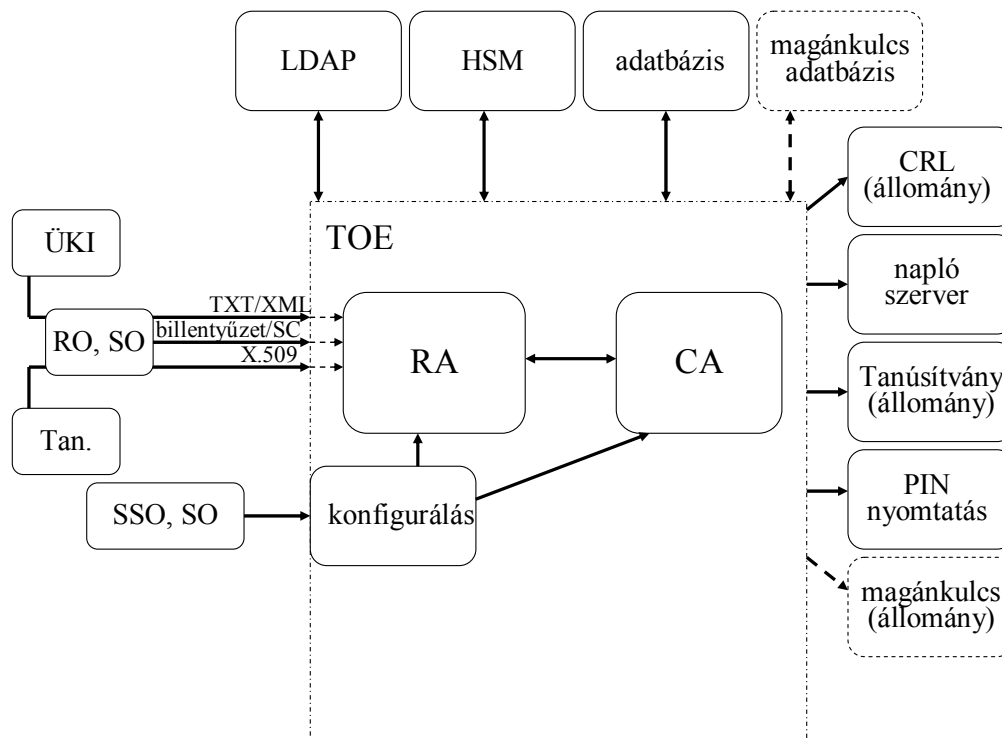 LDAP
HSM
adatbázis
magánkulcs
adatbázis
CRL
(állomány)
ÜKI
TOE
napló
szerver
TXT/XML
billentyűzet/SC
X.509
RO, SO
RA
CA
Tanúsítvány
(állomány)
Tan.
PIN
nyomtatás
SSO, SO
konfigurálás
magánkulcs
(állomány)